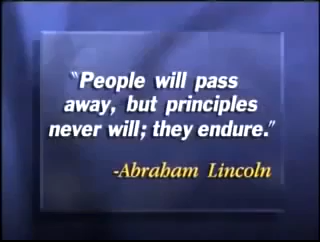 "People will pass
away, but principles
never will; they endure."
-Abraham Lincoln